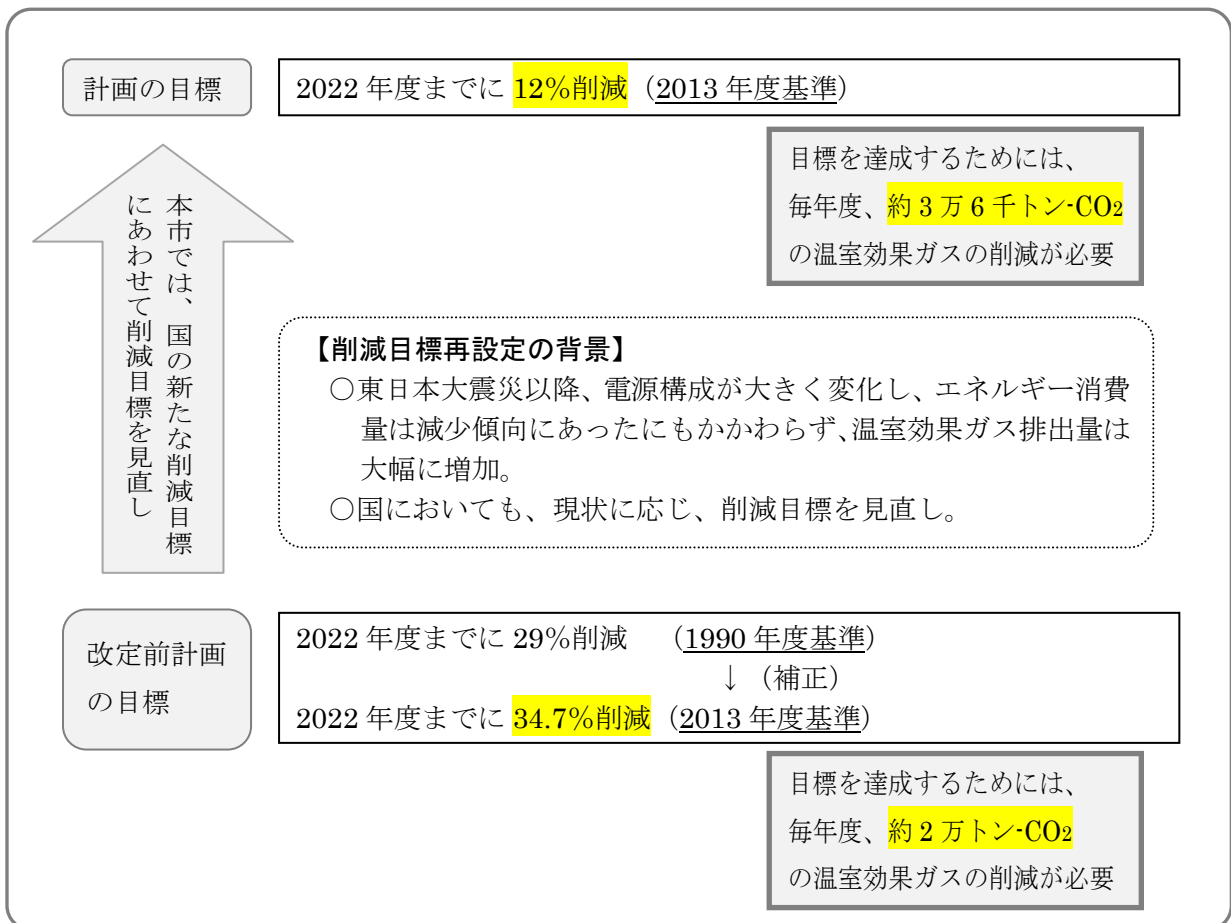 計画の目標
2022年度までに 12%削減（2013年度基準）
目標を達成するためには、
毎年度、約3万6千トン-CO2
の温室効果ガスの削減が必要
本市では、国の新たな削減目標
にあわせて削減目標を見直し
【削減目標再設定の背景】
○東日本大震災以降、電源構成が大きく変化し、エネルギー消費
量は減少傾向にあったにもかかわらず、温室効果ガス排出量は
大幅に増加。
○国においても、現状に応じ、削減目標を見直し。
改定前計画
の目標
2022年度までに 29%削減　（1990年度基準）
↓（補正）
2022年度までに 34.7%削減（2013年度基準）
目標を達成するためには、
毎年度、約2万トン-CO2
の温室効果ガスの削減が必要